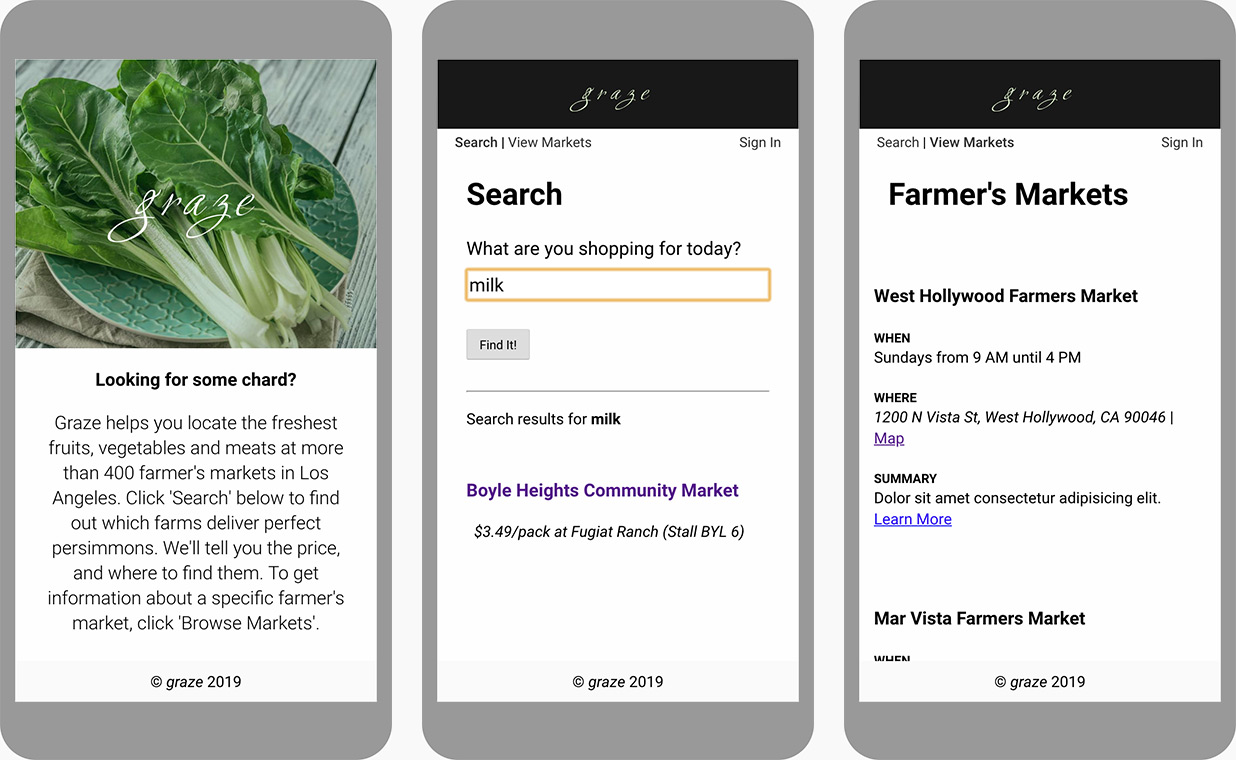 graze
Looking for some chard?
Graze helps you locate the freshest
fruits, vegetables and meats at more
than 400 farmer's markets in Los
Angeles. Click 'Search' below to find
out which farms deliver perfect
persimmons. We'll tell you the price,
and where to find them. To get
information about a specific farmer's
market, click 'Browse Markets'.
© graze 2019
graze
Search | View Markets Sign In
Search
What are you shopping for today?
milk
Find It!
Search results for milk
Boyle Heights Community Market
$3.49/pack at Fugiat Ranch (Stall BYL 6)
© graze 2019
graze
Search | View Markets Sign In
Farmer's Markets
West Hollywood Farmers Market
WHEN
Sundays from 9 AM until 4 PM
WHERE
1200 N Vista St, West Hollywood, CA 90046 |
Map
SUMMARY
Dolor sit amet consectetur adipisicing elit.
Learn More
Mar Vista Farmers Market
WHEN
© graze 2019